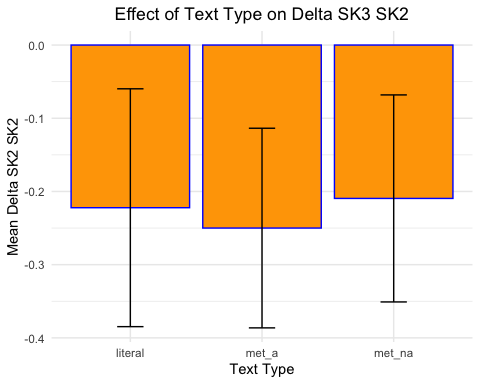 Effect of Text Type on Delta SK3 SK2
Mean Delta SK2 SK2
0.0
-0.1
-0.2
-0.3
-0.4
literal
met_a
met_na
Text Type